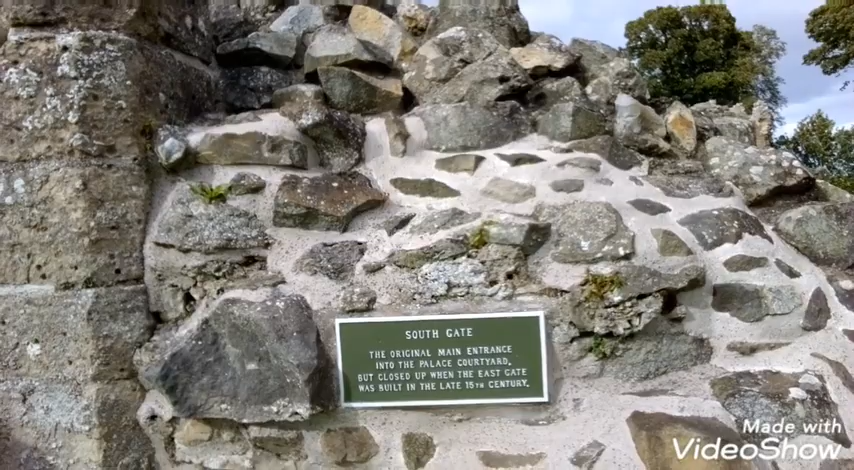 SOUTH GATE
THE ORIGINAL MAIN ENTRANCE
INTO THE PALACE COURTYARD,
BUT CLOSED UP WHEN THE EAST GATE
WAS BUILT IN THE LATE 15TH CENTURY.
Made with
VideoShow